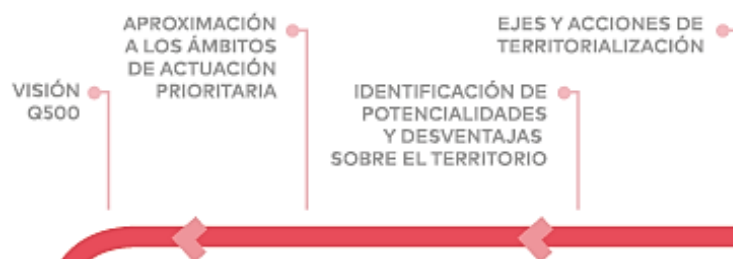 VISIÓN
Q500
APROXIMACIÓN
A LOS ÁMBITOS
DE ACTUACIÓN
PRIORITARIA
IDENTIFICACIÓN DE
POTENCIALIDADES
Y DESVENTAJAS
SOBRE EL TERRITORIO
EJES Y ACCIONES DE
TERRITORIALIZACIÓN